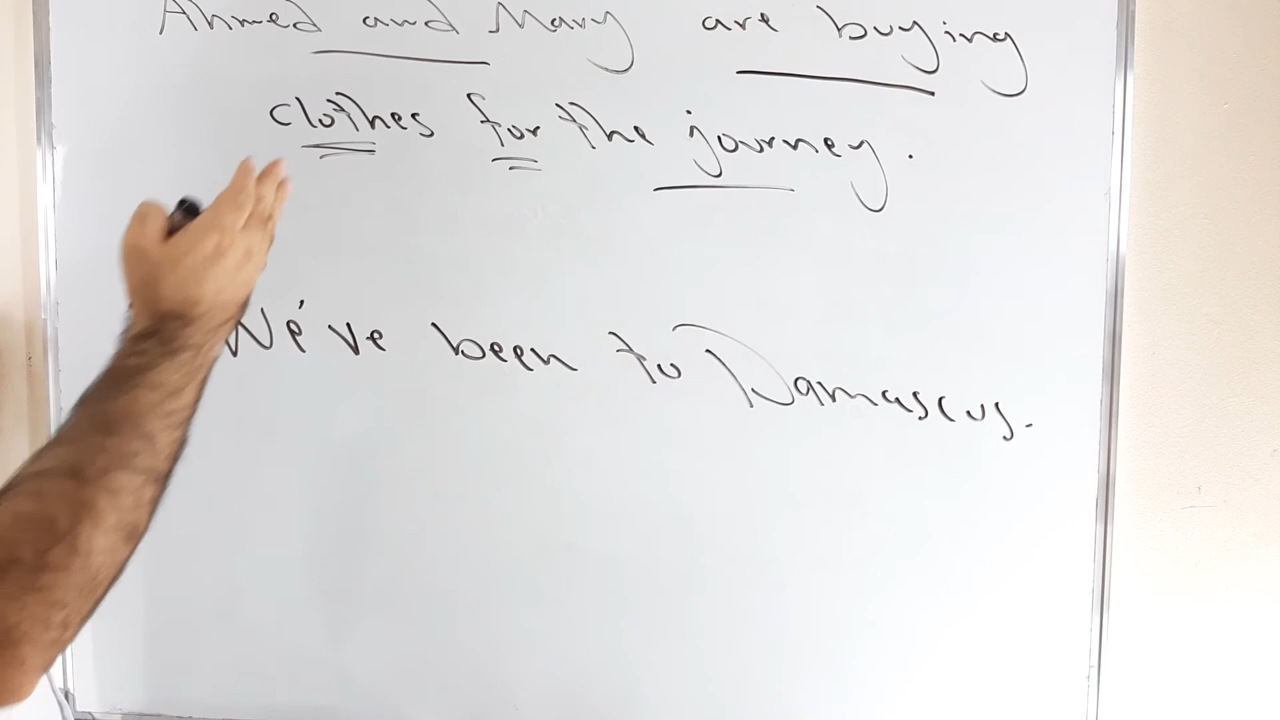 Ahmed and Mary are buying
clothes for the journey.
We've been to Damascus.